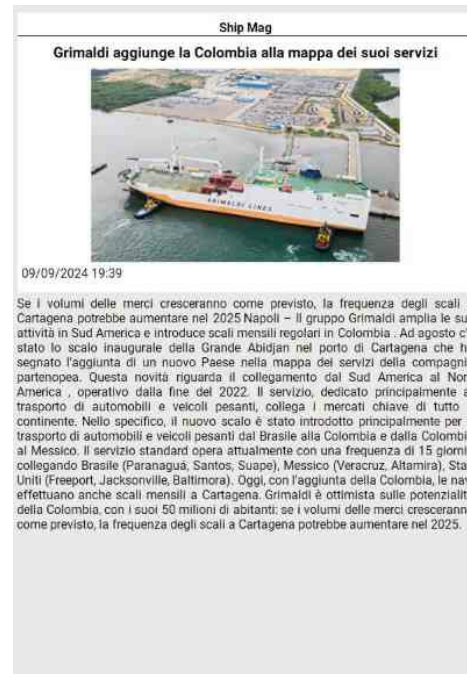 Ship Mag
Grimaldi aggiunge la Colombia alla mappa dei suoi servizi
GRIMALDI LINES
09/09/2024 19:39
Se i volumi delle merci cresceranno come previsto, la frequenza degli scali
Cartagena potrebbe aumentare nel 2025 Napoli – Il gruppo Grimaldi amplia le su
attività in Sud America e introduce scali mensili regolari in Colombia . Ad agosto c'
stato lo scalo inaugurale della Grande Abidjan nel porto di Cartagena che h
segnato l'aggiunta di un nuovo Paese nella mappa dei servizi della compagni
partenopea. Questa novità riguarda il collegamento dal Sud America al Nor
America , operativo dalla fine del 2022. Il servizio, dedicato principalmente a
trasporto di automobili e veicoli pesanti, collega i mercati chiave di tutto
continente. Nello specifico, il nuovo scalo è stato introdotto principalmente per
trasporto di automobili e veicoli pesanti dal Brasile alla Colombia e dalla Colombi
al Messico. Il servizio standard opera attualmente con una frequenza di 15 giorni
collegando Brasile (Paranaguá, Santos, Suape), Messico (Veracruz, Altamira), Sta
Uniti (Freeport, Jacksonville, Baltimora). Oggi, con l'aggiunta della Colombia, le nav
effettuano anche scali mensili a Cartagena. Grimaldi è ottimista sulle potenzialit
della Colombia, con i suoi 50 milioni di abitanti: se i volumi delle merci cresceran
come previsto, la frequenza degli scali a Cartagena potrebbe aumentare nel 2025.